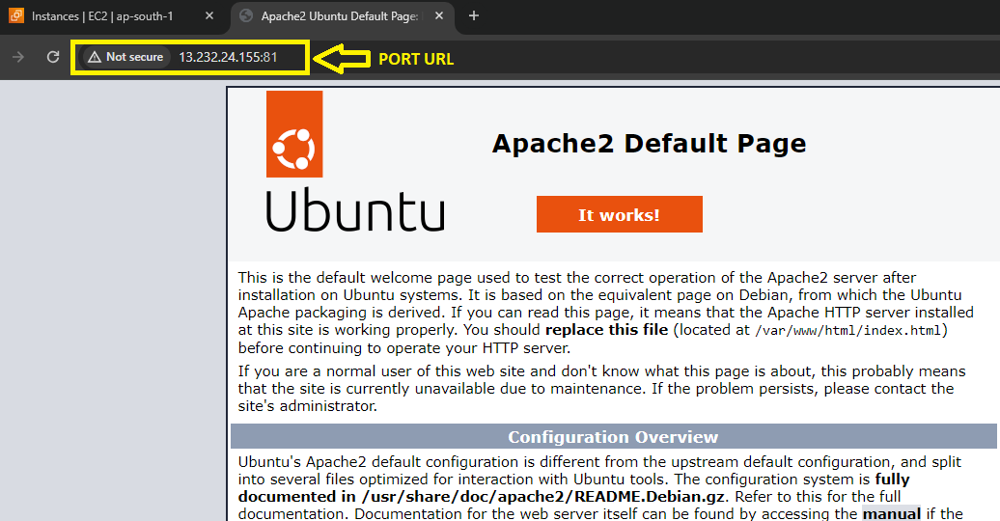 Instances | EC2 | ap-south-1
Apache2 Ubuntu Default Page:
Not secure
13.232.24.155:81
PORT URL
Apache2 Default Page
Ubuntu
It works!
This is the default welcome page used to test the correct operation of the Apache2 server after
installation on Ubuntu systems. It is based on the equivalent page on Debian, from which the Ubuntu
Apache packaging is derived. If you can read this page, it means that the Apache HTTP server installed
at this site is working properly. You should replace this file (located at /var/www/html/index.html)
before continuing to operate your HTTP server.
If you are a normal user of this web site and don't know what this page is about, this probably means
that the site is currently unavailable due to maintenance. If the problem persists, please contact the
site's administrator.
Configuration Overview
Ubuntu's Apache2 default configuration is different from the upstream default configuration, and split
into several files optimized for interaction with Ubuntu tools. The configuration system is fully
documented in /usr/share/doc/apache2/README.Debian.gz. Refer to this for the full
documentation. Documentation for the web server itself can be found by accessing the manual if the